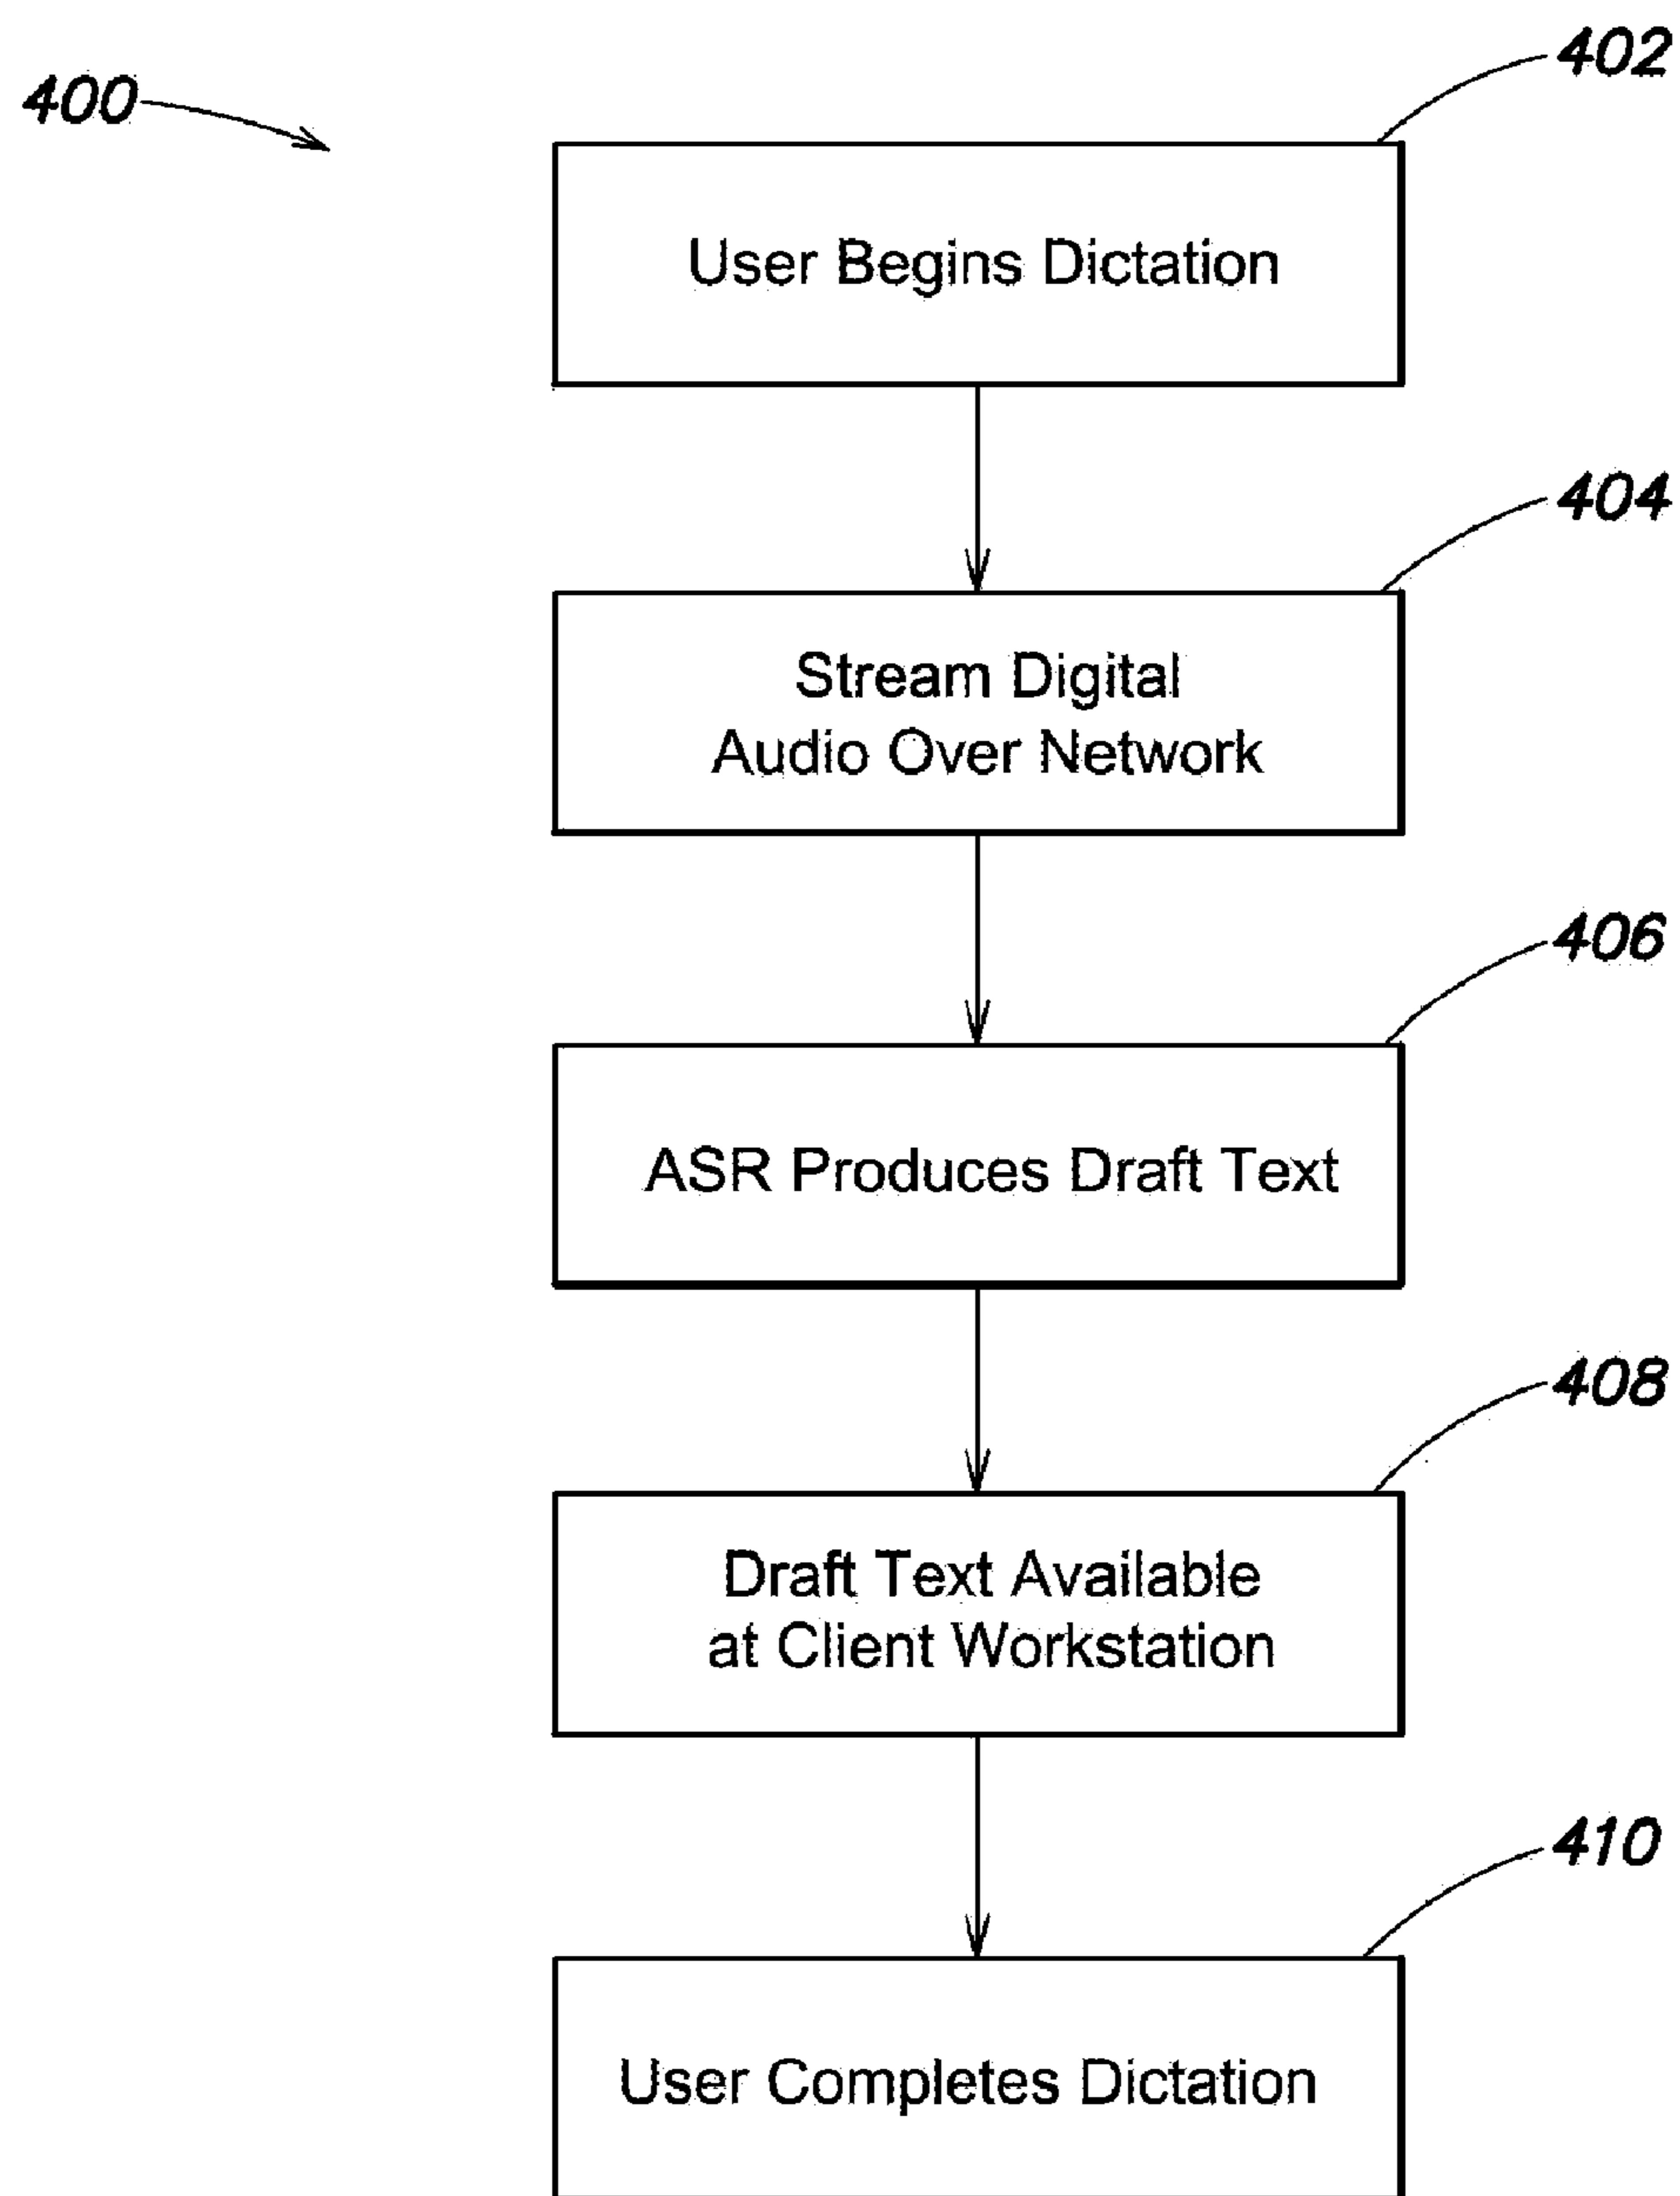 402
400
User Begins Dictation
404
Stream Digital
Audio Over Network
406
ASR Produces Draft Text
408
Draft Text Available
at Client Workstation
410
User Completes Dictation